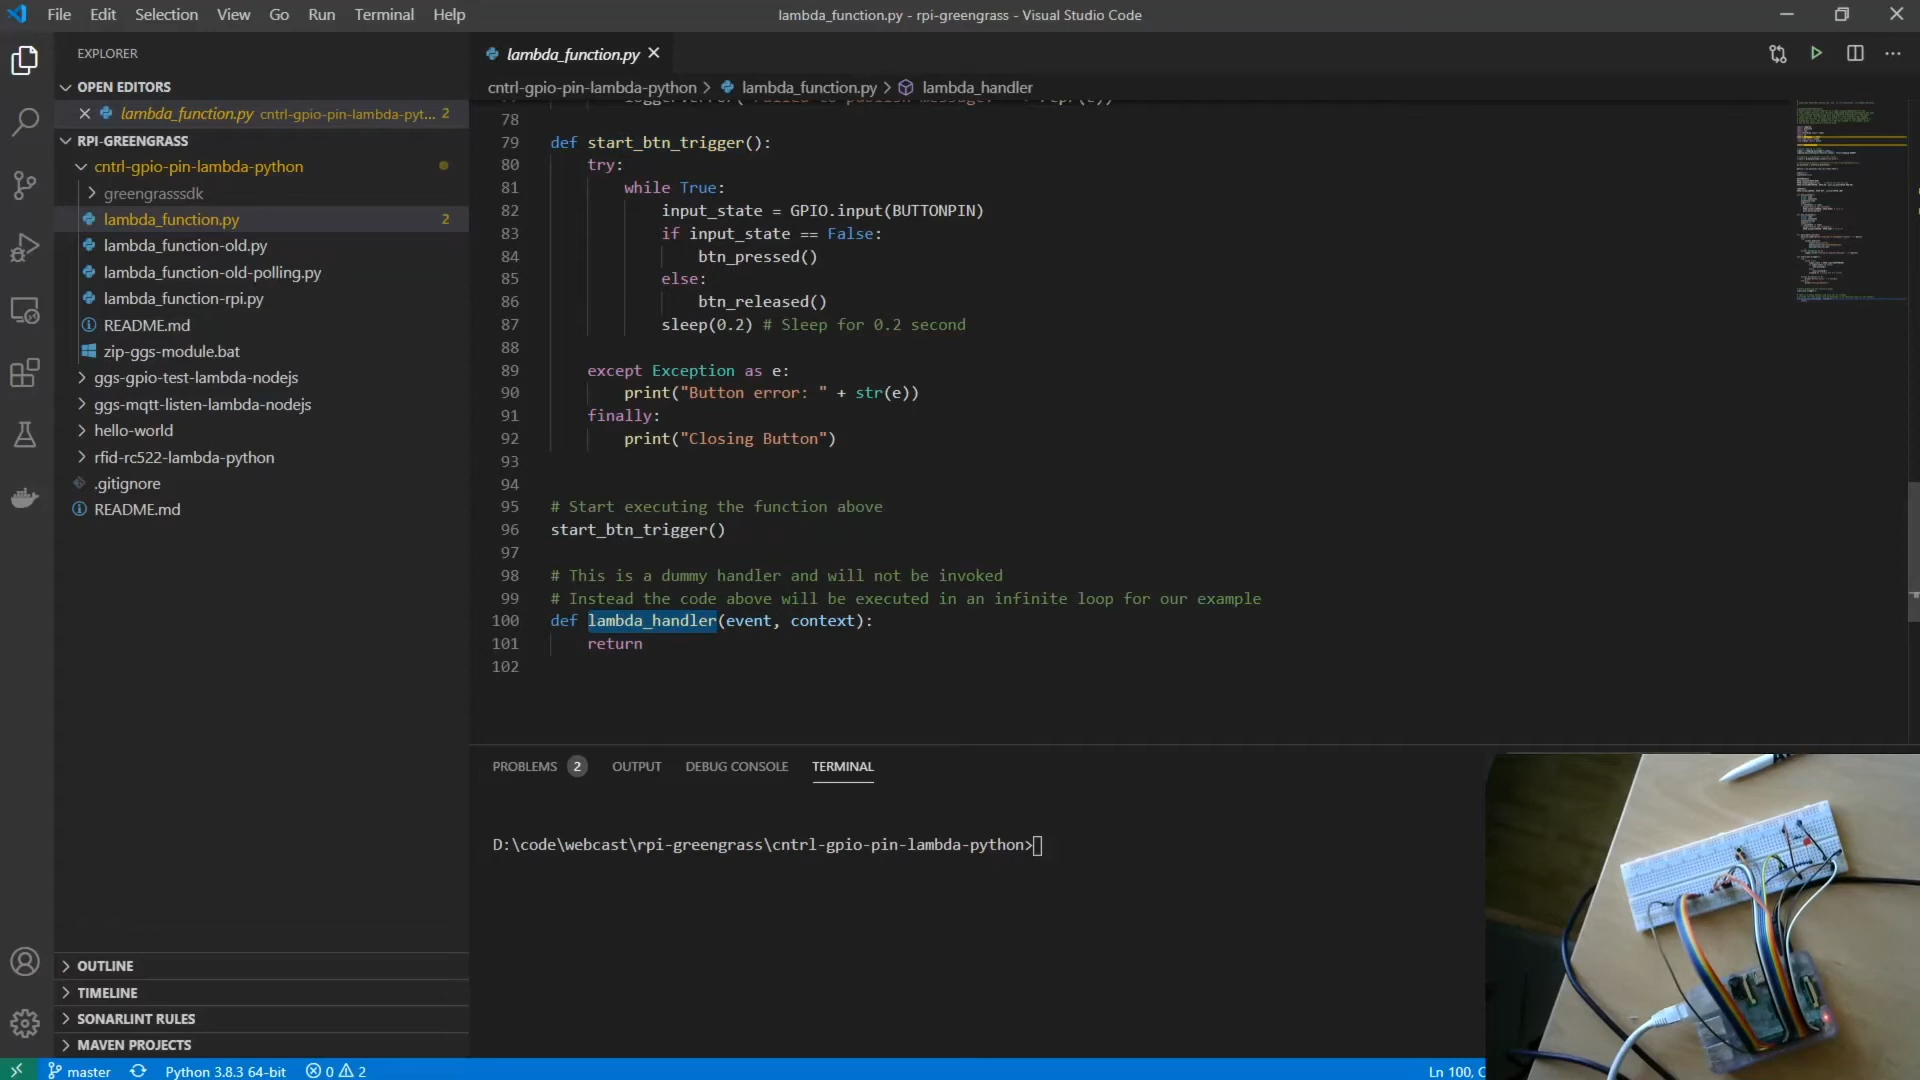 File Edit Selection View Go Run Terminal Help
lambda_function.py - rpi-greengrass - Visual Studio Code
EXPLORER
OPEN EDITORS
lambda_function.py cntrl-gpio-pin-lambda-pyt... 2
RPI-GREENGRASS
cntrl-gpio-pin-lambda-python
greengrasssdk
lambda_function.py 2
lambda_function-old.py
lambda_function-old-polling.py
lambda_function-rpi.py
README.md
zip-ggs-module.bat
ggs-gpio-test-lambda-nodejs
ggs-mqtt-listen-lambda-nodejs
hello-world
rfid-rc522-lambda-python
.gitignore
README.md
OUTLINE
TIMELINE
SONARLINT RULES
MAVEN PROJECTS
lambda_function.py
cntrl-gpio-pin-lambda-python > lambda_function.py > lambda_handler
78
79 def start_btn_trigger():
80 try:
81 while True:
82 input_state = GPIO.input(BUTTONPIN)
83 if input_state == False:
84 btn_pressed()
85 else:
86 btn_released()
87 sleep(0.2) # Sleep for 0.2 second
88
89 except Exception as e:
90 print("Button error: " + str(e))
91 finally:
92 print("Closing Button")
93
94
95 # Start executing the function above
96 start_btn_trigger()
97
98 # This is a dummy handler and will not be invoked
99 # Instead the code above will be executed in an infinite loop for our example
100 def lambda_handler(event, context):
101 return
102
PROBLEMS 2 OUTPUT DEBUG CONSOLE TERMINAL
D:\code\webcast\rpi-greengrass\cntrl-gpio-pin-lambda-python>
master Python 3.8.3 64-bit 0 2 Ln 100, C